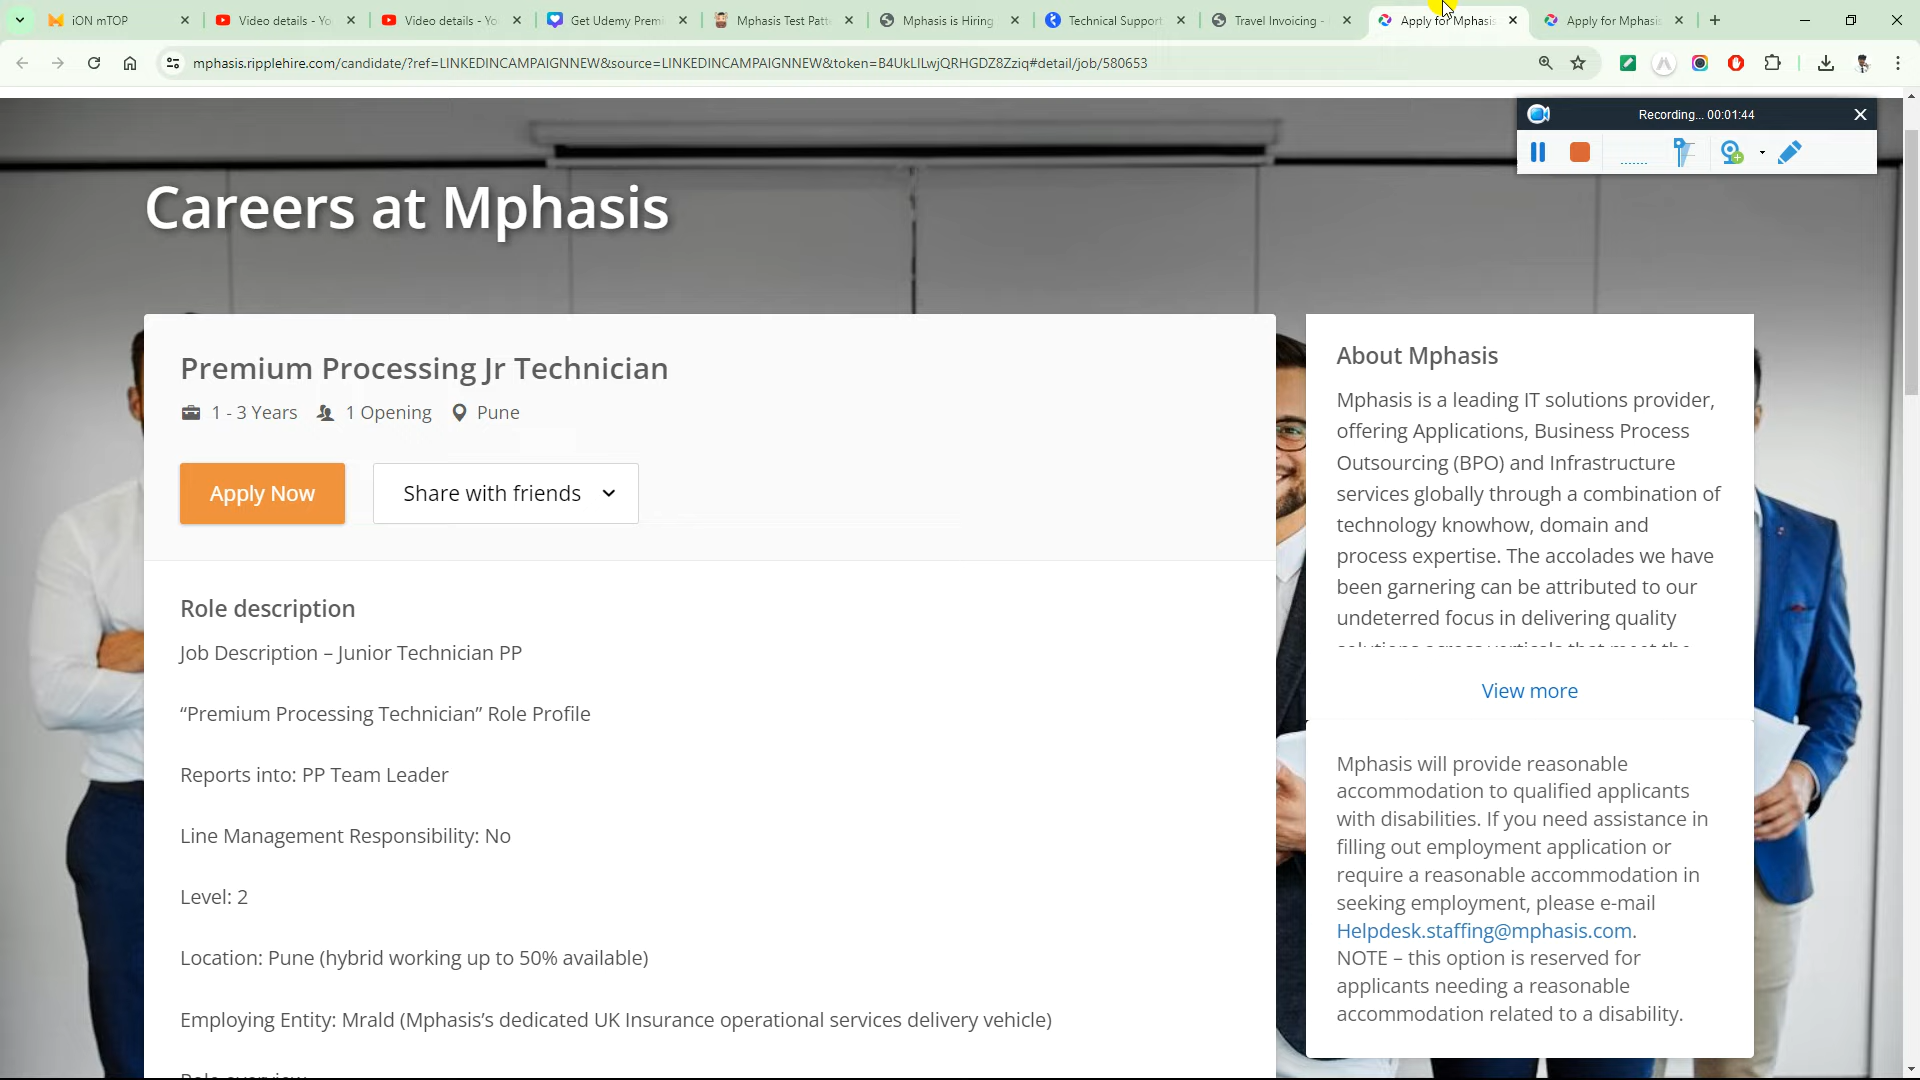 iON mTOP
Video details - Yo
Video details - Yo
Get Udemy Premi
Mphasis Test Patte
Mphasis is Hiring
Technical Support
Travel Invoicing -
Apply for Mphasis
Apply for Mphasis
mphasis.ripplehire.com/candidate/?ref=LINKEDINCAMPAIGNNEW&source=LINKEDINCAMPAIGNNEW&token=B4UkLILwjQRHGDZ8Zziq#detail/job/580653
Recording... 00:01:44
Careers at Mphasis
Premium Processing Jr Technician
1 - 3 Years 1 Opening Pune
Apply Now
Share with friends
Role description
Job Description – Junior Technician PP
“Premium Processing Technician” Role Profile
Reports into: PP Team Leader
Line Management Responsibility: No
Level: 2
Location: Pune (hybrid working up to 50% available)
Employing Entity: Mrald (Mphasis’s dedicated UK Insurance operational services delivery vehicle)
About Mphasis
Mphasis is a leading IT solutions provider,
offering Applications, Business Process
Outsourcing (BPO) and Infrastructure
services globally through a combination of
technology knowhow, domain and
process expertise. The accolades we have
been garnering can be attributed to our
undeterred focus in delivering quality
View more
Mphasis will provide reasonable
accommodation to qualified applicants
with disabilities. If you need assistance in
filling out employment application or
require a reasonable accommodation in
seeking employment, please e-mail
Helpdesk.staffing@mphasis.com.
NOTE – this option is reserved for
applicants needing a reasonable
accommodation related to a disability.